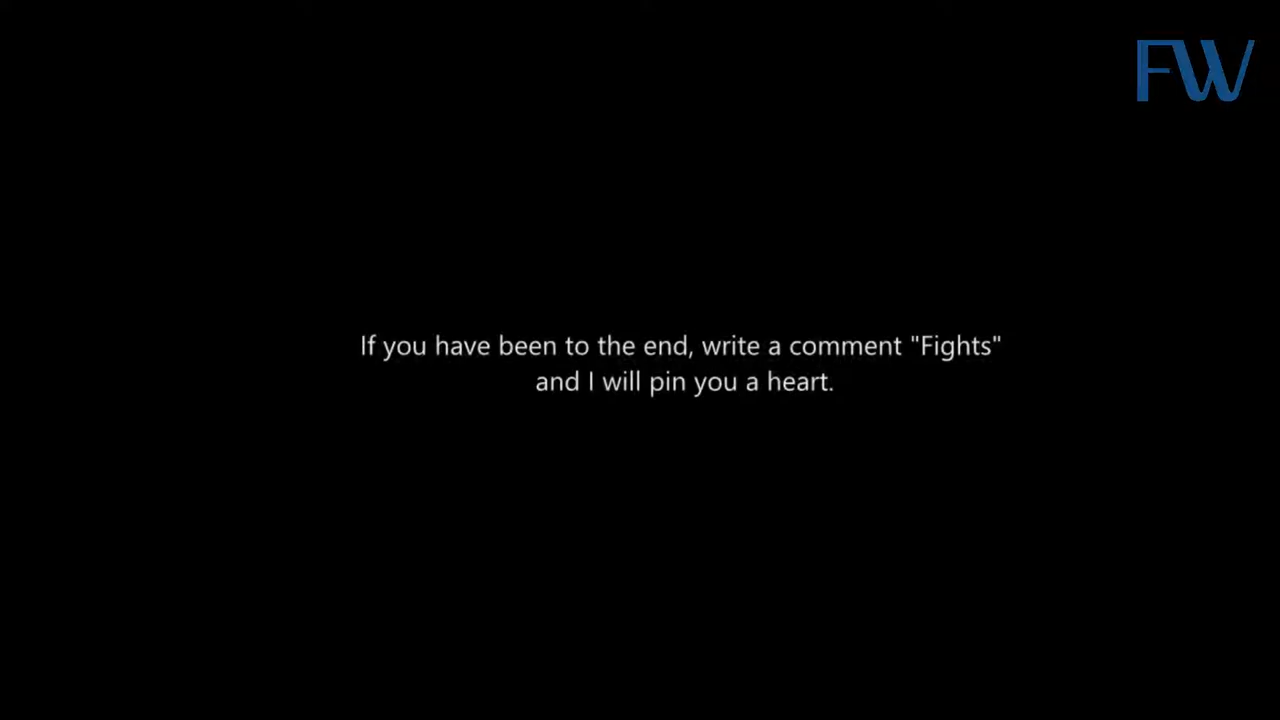 FW
If you have been to the end, write a comment "Fights"
and I will pin you a heart.